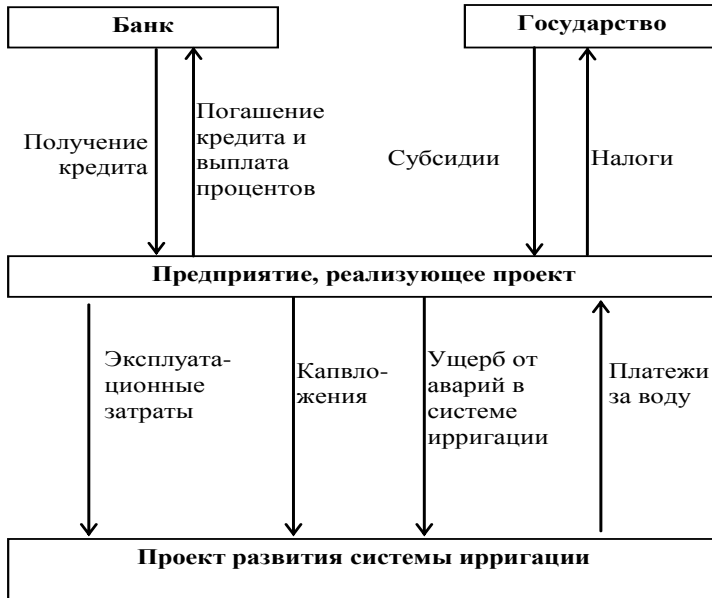 Банк
Государство
Получение
кредита
Погашение
кредита и
выплата
процентов
Субсидии
Налоги
Предприятие, реализующее проект
Эксплуата-
ционные
затраты
Капвло-
жения
Ущерб от
аварий в
системе
ирригации
Платежи
за воду
Проект развития системы ирригации